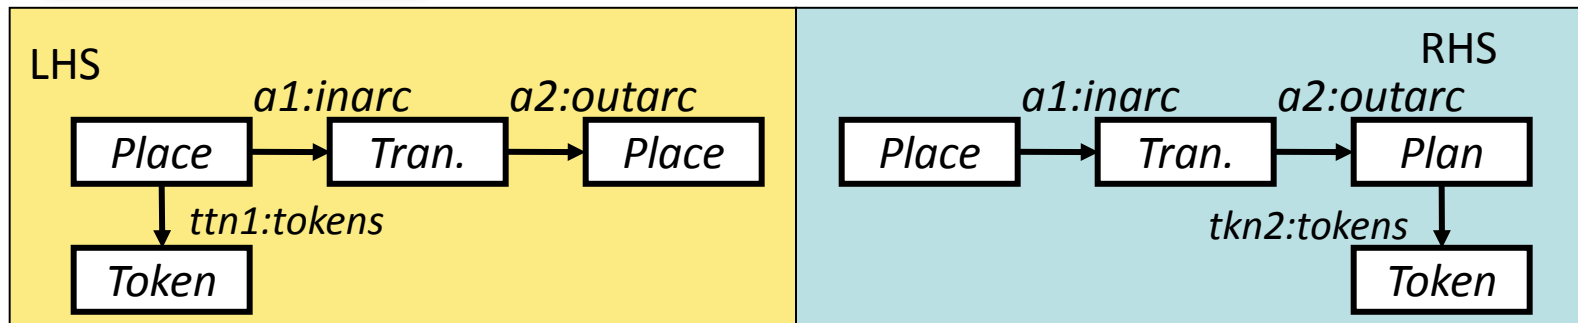 LHS
a1:inarc a2:outarc
Place Tran. Place
ttn1:tokens
Token
RHS
a1:inarc a2:outarc
Place Tran. Plan
tkn2:tokens
Token